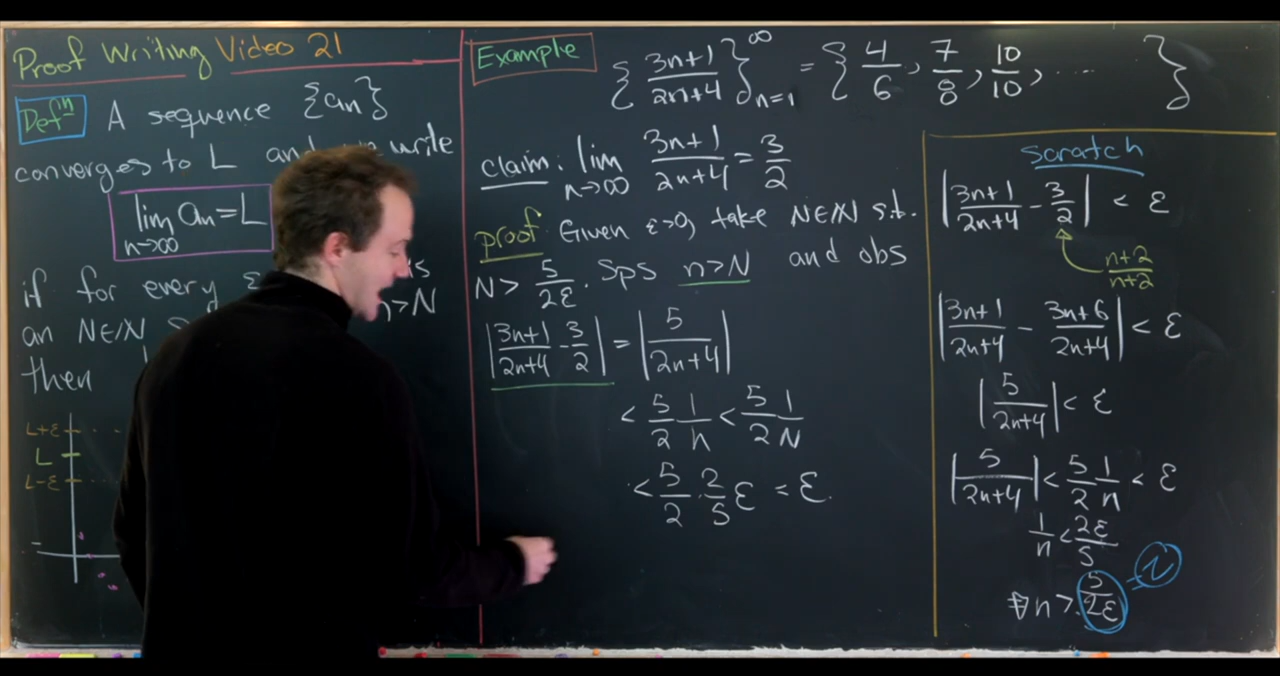 Proof Writing Video 21
Defⁿ A sequence {aₙ}
converges to L and write
lim aₙ = L
n→∞
if for every
an N∈ℕ n>N
then
L+ε
L
L-ε
Example {(3n+1)/(2n+4)}_{n=1}^∞ = {4/6, 7/8, 10/10, .... }
claim: lim_{n→∞} (3n+1)/(2n+4) = 3/2
proof: Given ε>0, take N∈ℕ s.t.
N > 5/(2ε). Sps n>N and obs
|(3n+1)/(2n+4) - 3/2| = |5/(2n+4)|
< 5/2 1/n < 5/2 1/N
< 5/2 · 2/5 ε = ε.
scratch
|(3n+1)/(2n+4) - 3/2| < ε
(n+2)/(n+2)
|(3n+1)/(2n+4) - (3n+6)/(2n+4)| < ε
|5/(2n+4)| < ε
|5/(2n+4)| < 5/2 1/n < ε
1/n < 2ε/5
n > 5/(2ε) = N